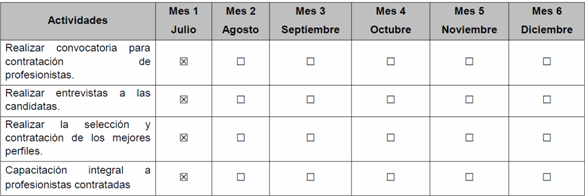 Actividades
Mes 1 Mes 2 Mes 3 Mes 4 Mes 5 Mes 6
Julio Agosto Septiembre Octubre Noviembre Diciembre
Realizar convocatoria para
contratación de
profesionistas.
☒ ☐ ☐ ☐ ☐ ☐
Realizar entrevistas a las
candidatas.
☒ ☐ ☐ ☐ ☐ ☐
Realizar la selección y
contratación de los mejores
perfiles.
☒ ☐ ☐ ☐ ☐ ☐
Capacitación integral a
profesionistas contratadas
☒ ☐ ☐ ☐ ☐ ☐